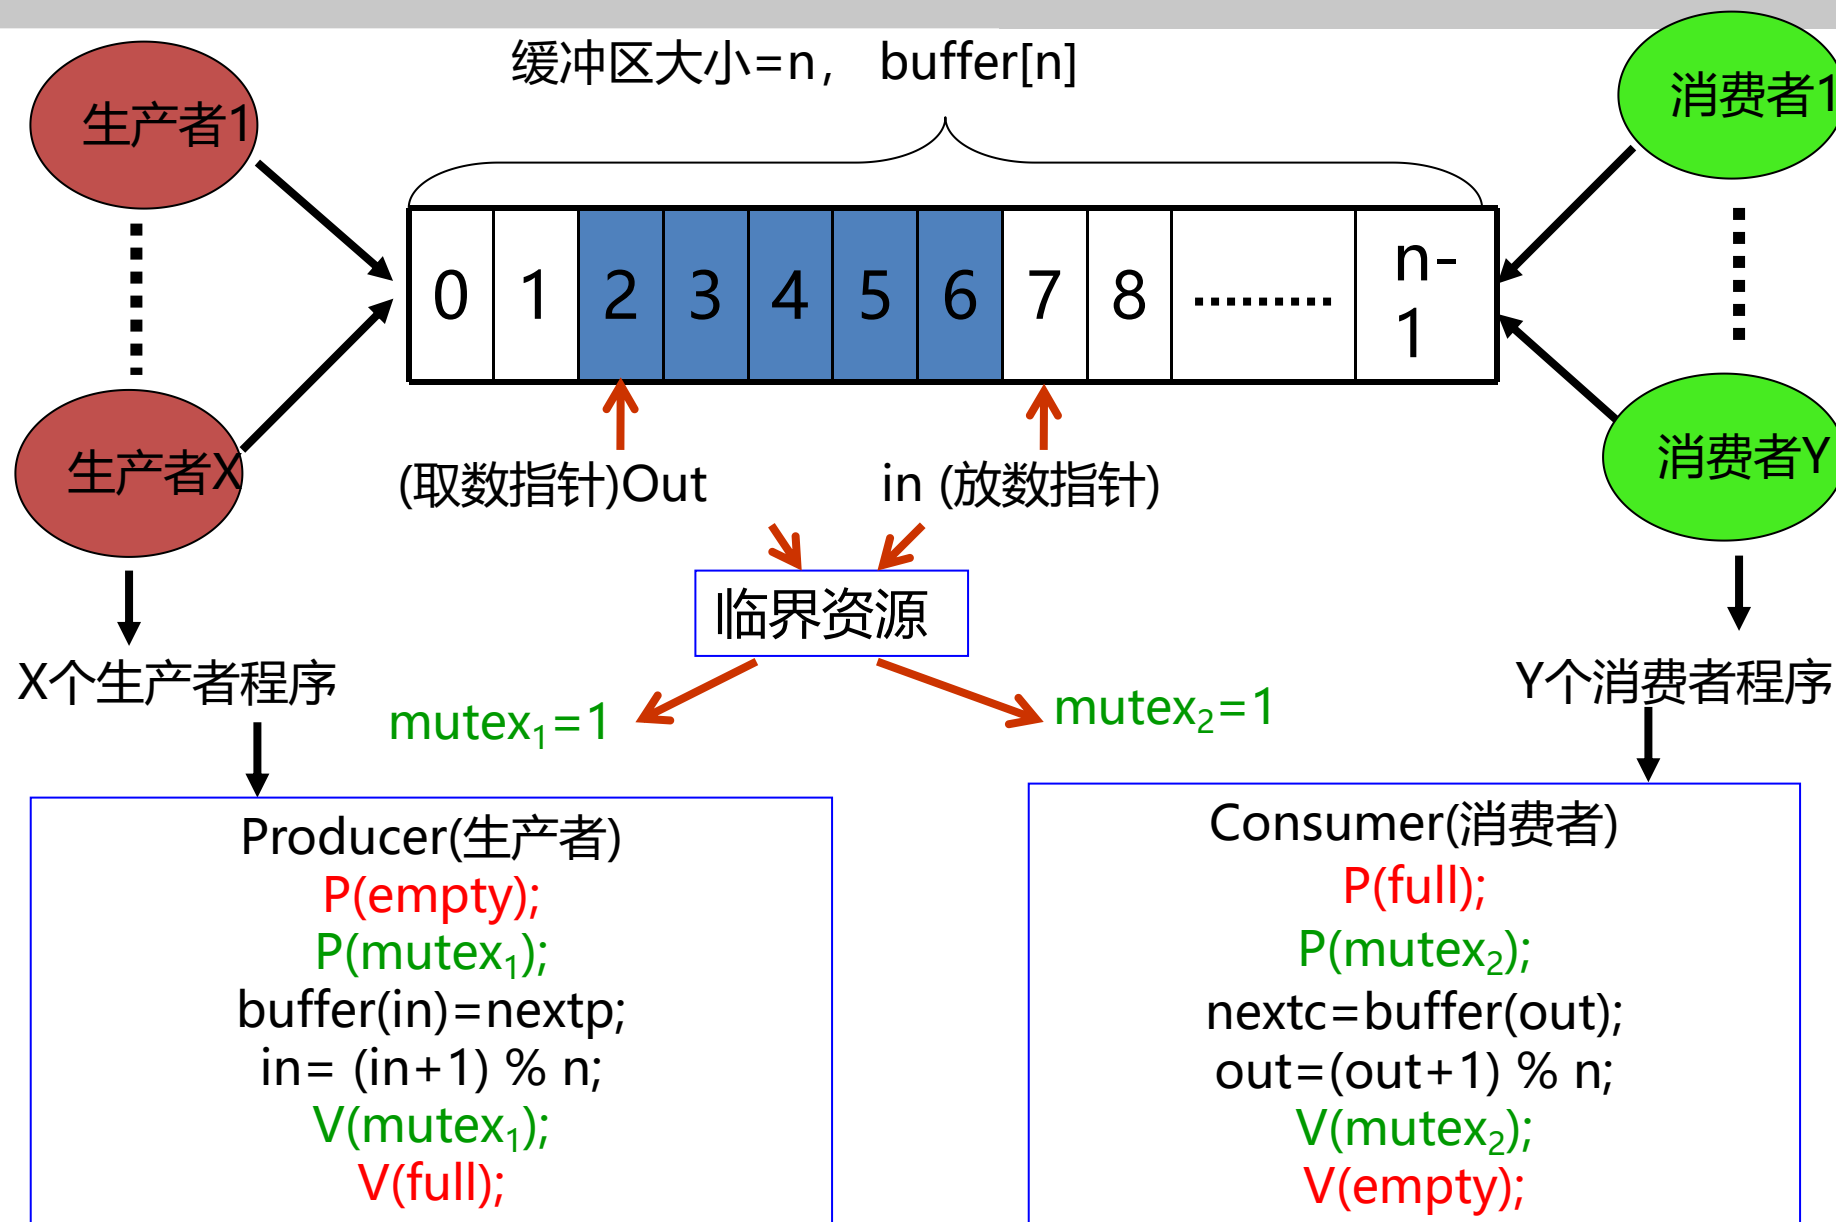 缓冲区大小=n， buffer[n]
生产者1
消费者1
0 1 2 3 4 5 6 7 8 ………
n-
1
生产者X
消费者Y
(取数指针)Out
in (放数指针)
临界资源
X个生产者程序
Y个消费者程序
mutex₁=1
mutex₂=1
Producer(生产者)
P(empty);
P(mutex₁);
buffer(in)=nextp;
in= (in+1) % n;
V(mutex₁);
V(full);
Consumer(消费者)
P(full);
P(mutex₂);
nextc=buffer(out);
out=(out+1) % n;
V(mutex₂);
V(empty);